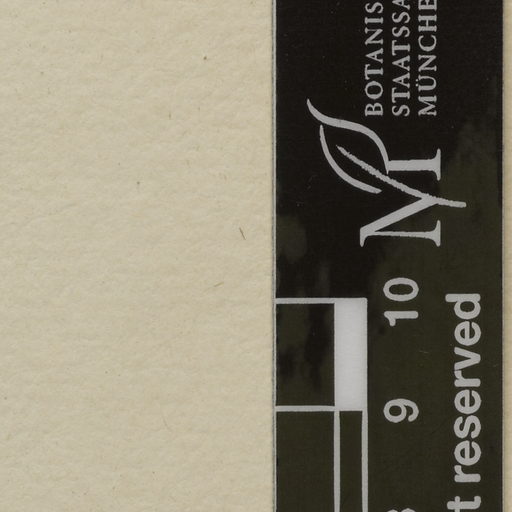 BOTANIS
STAATSSA
MÜNCHE
10
9
t reserved